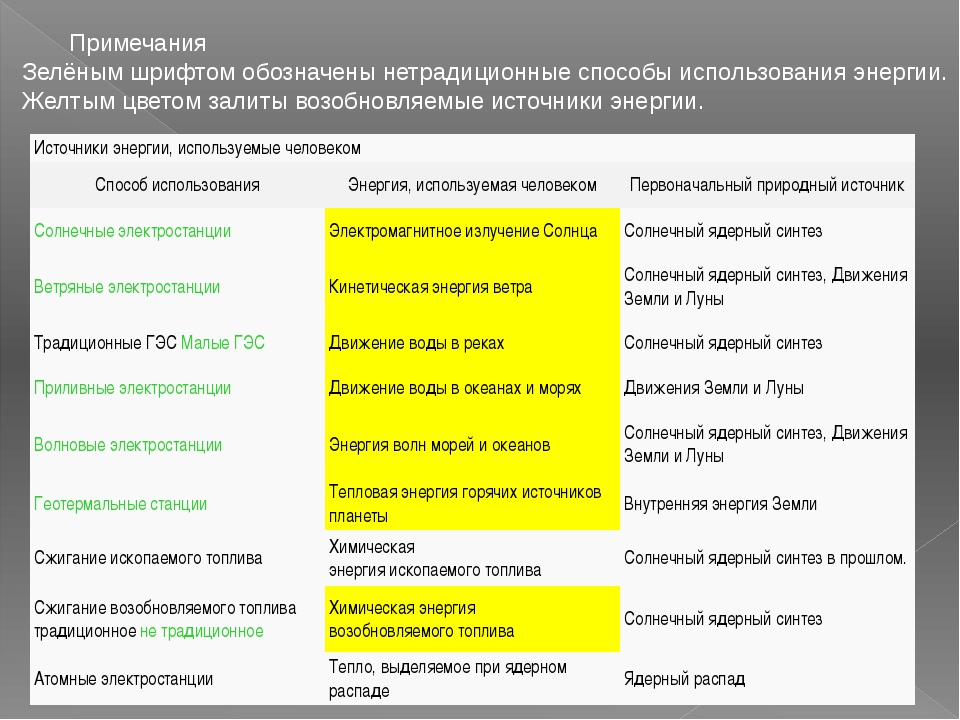 Примечания
Зелёным шрифтом обозначены нетрадиционные способы использования энергии.
Желтым цветом залиты возобновляемые источники энергии.
Источники энергии, используемые человеком
Способ использования Энергия, используемая человеком Первоначальный природный источник
Солнечные электростанции Электромагнитное излучение Солнца Солнечный ядерный синтез
Ветряные электростанции Кинетическая энергия ветра Солнечный ядерный синтез, Движения
Земли и Луны
Традиционные ГЭС Малые ГЭС Движение воды в реках Солнечный ядерный синтез
Приливные электростанции Движение воды в океанах и морях Движения Земли и Луны
Волновые электростанции Энергия волн морей и океанов Солнечный ядерный синтез, Движения
Земли и Луны
Геотермальные станции Тепловая энергия горячих источников
планеты Внутренняя энергия Земли
Сжигание ископаемого топлива Химическая
энергия ископаемого топлива Солнечный ядерный синтез в прошлом.
Сжигание возобновляемого топлива
традиционное не традиционное Химическая энергия
возобновляемого топлива Солнечный ядерный синтез
Атомные электростанции Тепло, выделяемое при ядерном
распаде Ядерный распад